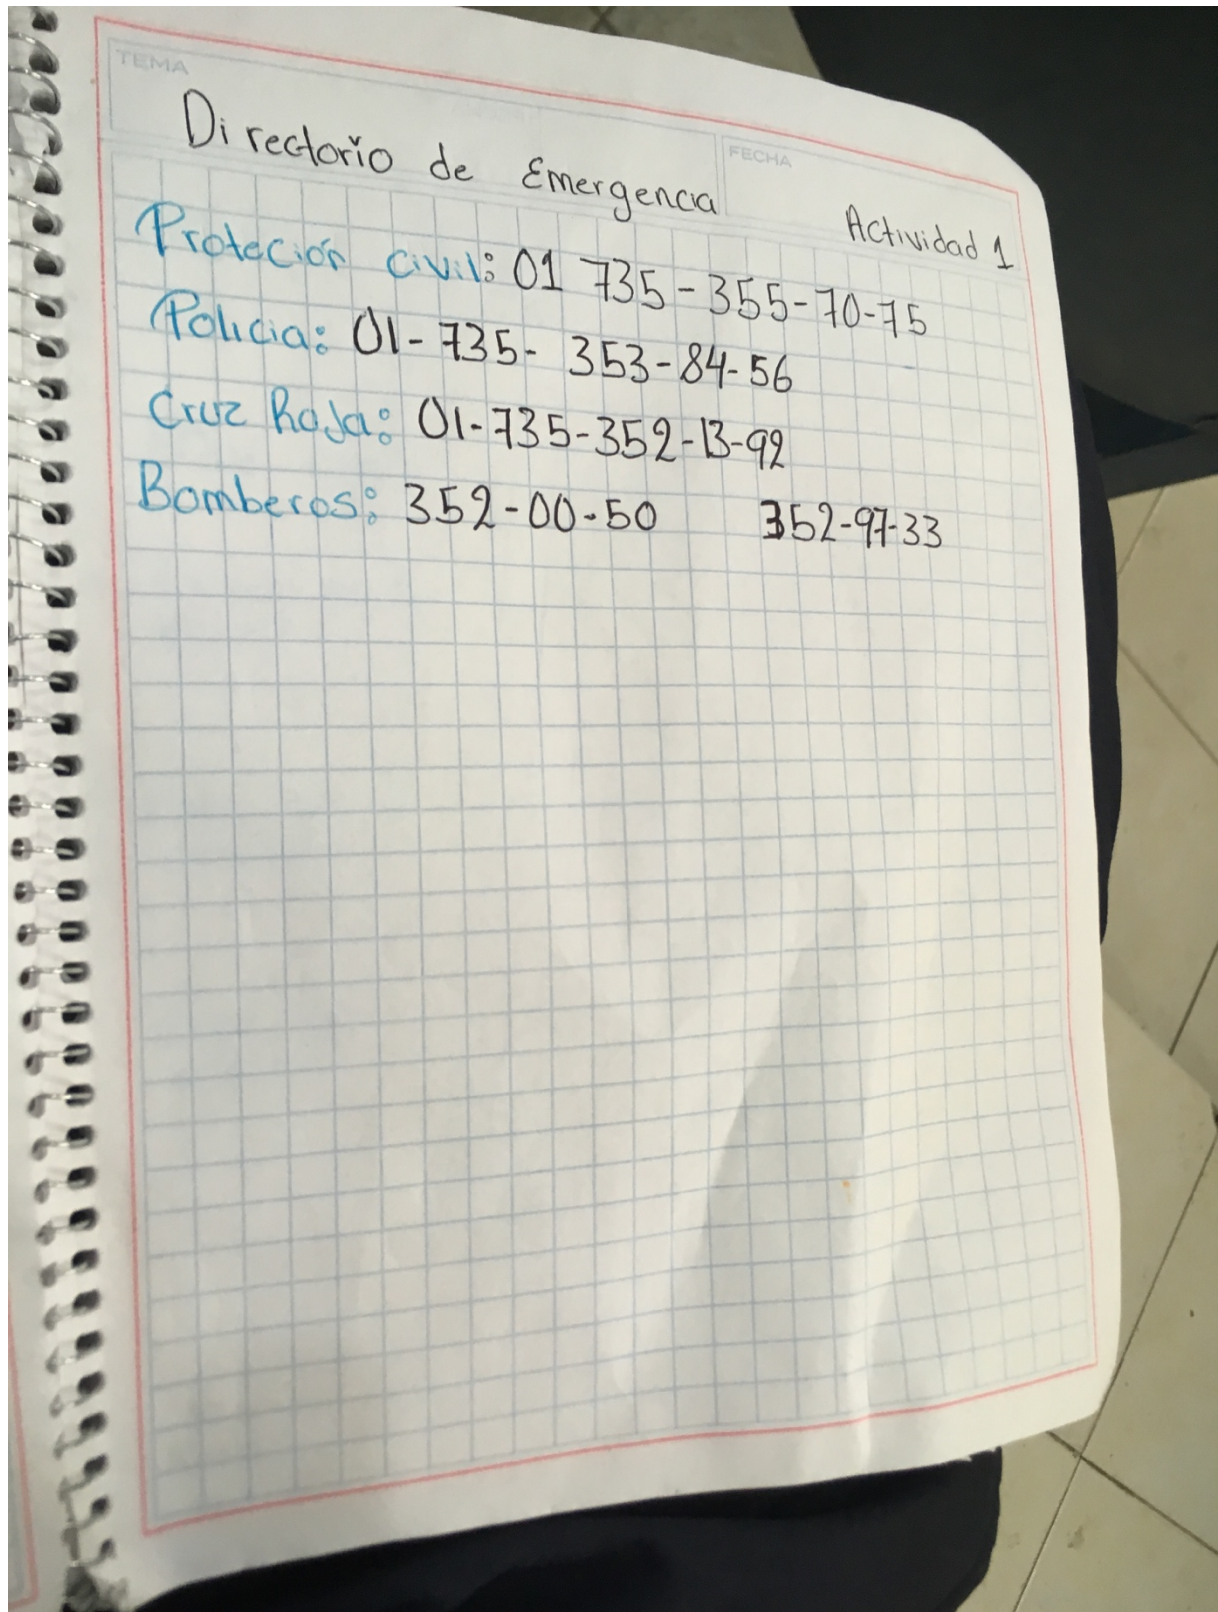 TEMA
Directorio de Emergencia
FECHA
Actividad 1
Proteción civil: 01 735-355-70-75
Policia: 01-735-353-84-56
Cruz Roja: 01-735-352-13-92
Bomberos: 352-00-50 352-97-33